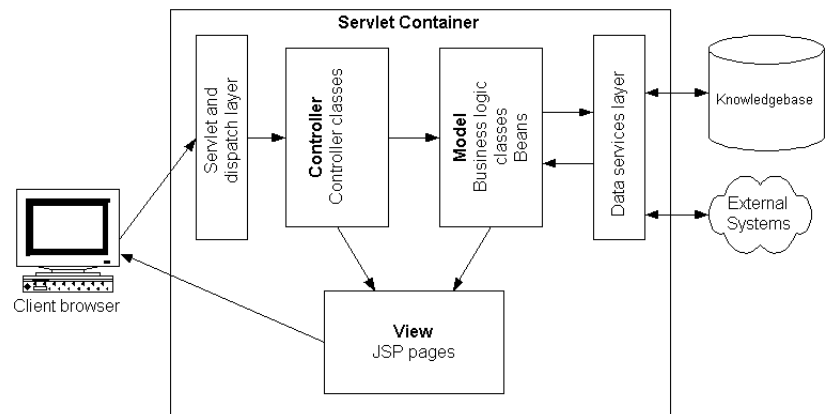 Servlet Container
Servlet and
dispatch layer
Controller
Controller classes
Model
Business logic
classes
Beans
Data services layer
Knowledgebase
External
Systems
Client browser
View
JSP pages